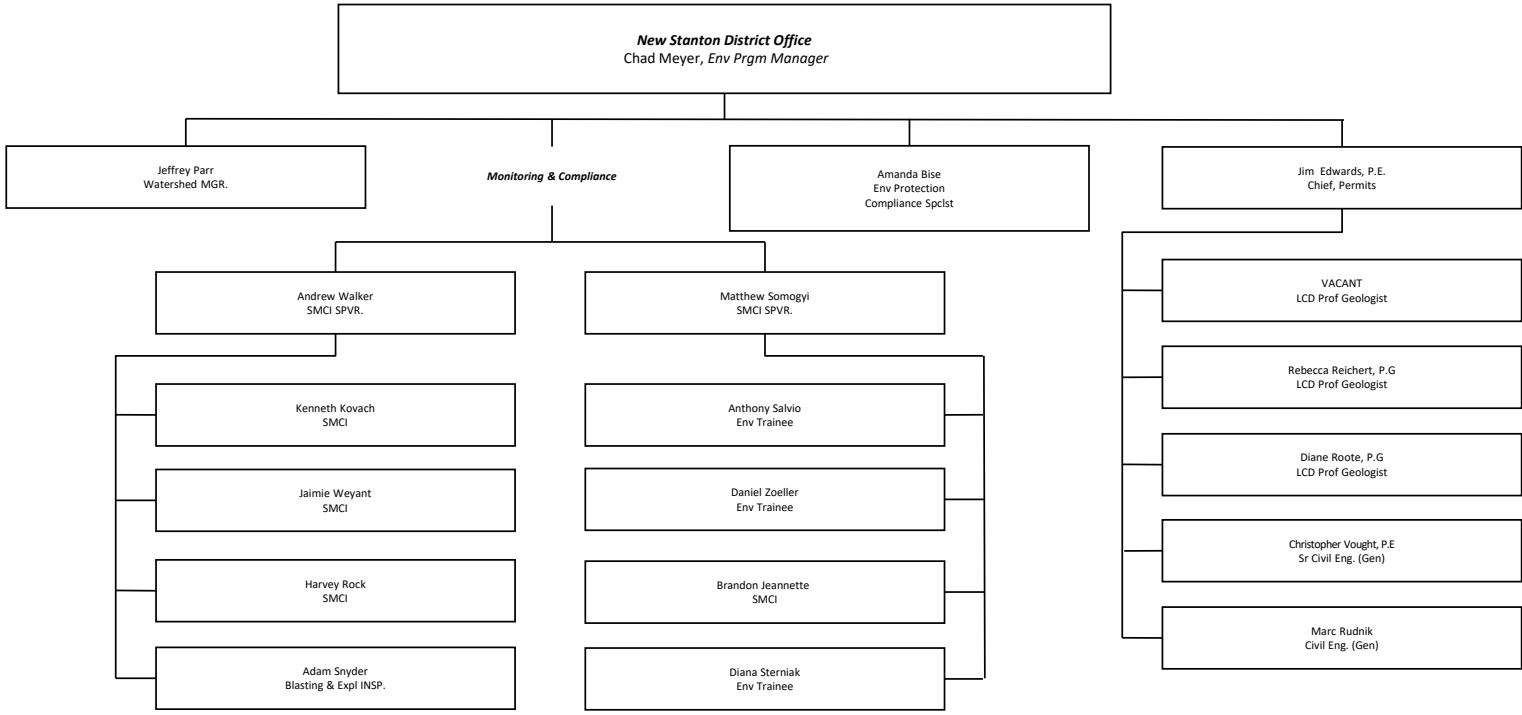 New Stanton District Office
Chad Meyer, Env Prgm Manager
Jeffrey Parr
Watershed MGR.
Monitoring & Compliance
Amanda Bise
Env Protection
Compliance Spclst
Jim Edwards, P.E.
Chief, Permits
Andrew Walker
SMCI SPVR.
Kenneth Kovach
SMCI
Jaimie Weyant
SMCI
Harvey Rock
SMCI
Adam Snyder
Blasting & Expl INSP.
Matthew Somogyi
SMCI SPVR.
Anthony Salvio
Env Trainee
Daniel Zoeller
Env Trainee
Brandon Jeannette
SMCI
Diana Sterniak
Env Trainee
VACANT
LCD Prof Geologist
Rebecca Reichert, P.G
LCD Prof Geologist
Diane Roote, P.G
LCD Prof Geologist
Christopher Vought, P.E
Sr Civil Eng. (Gen)
Marc Rudnik
Civil Eng. (Gen)